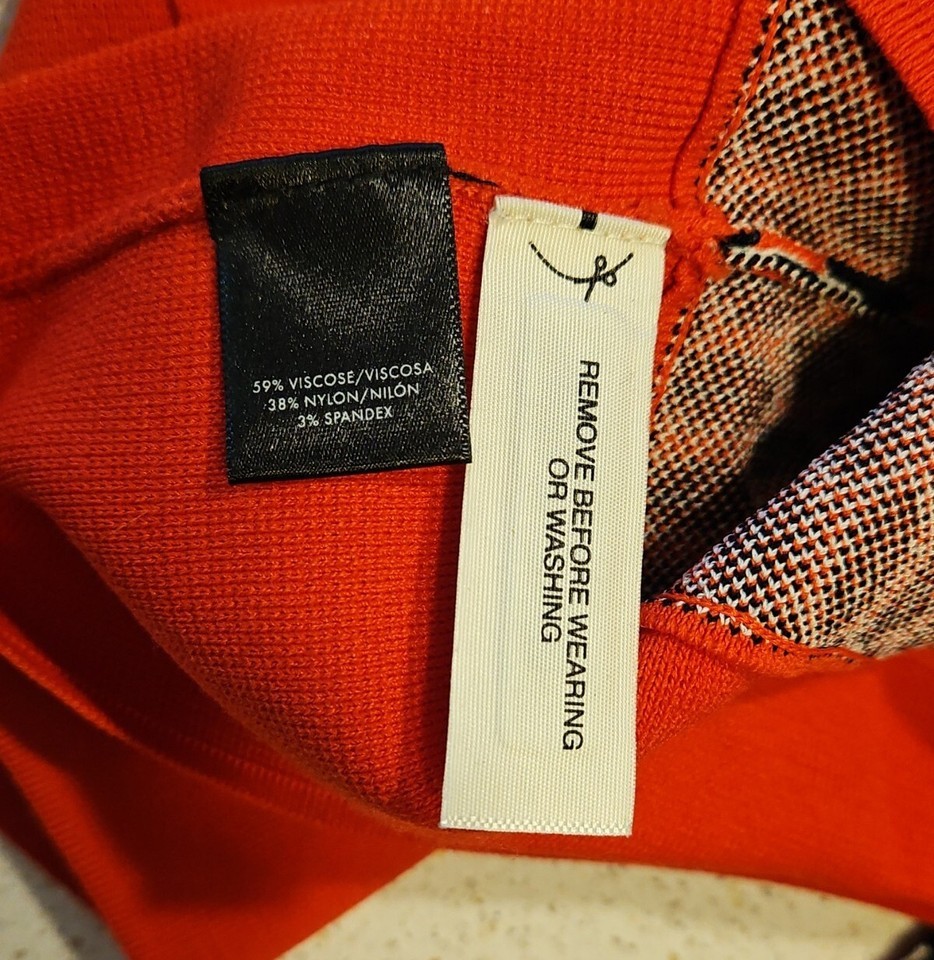 59% VISCOSE/VISCOSA
38% NYLON/NILÓN
3% SPANDEX
REMOVE BEFORE WEARING
OR WASHING